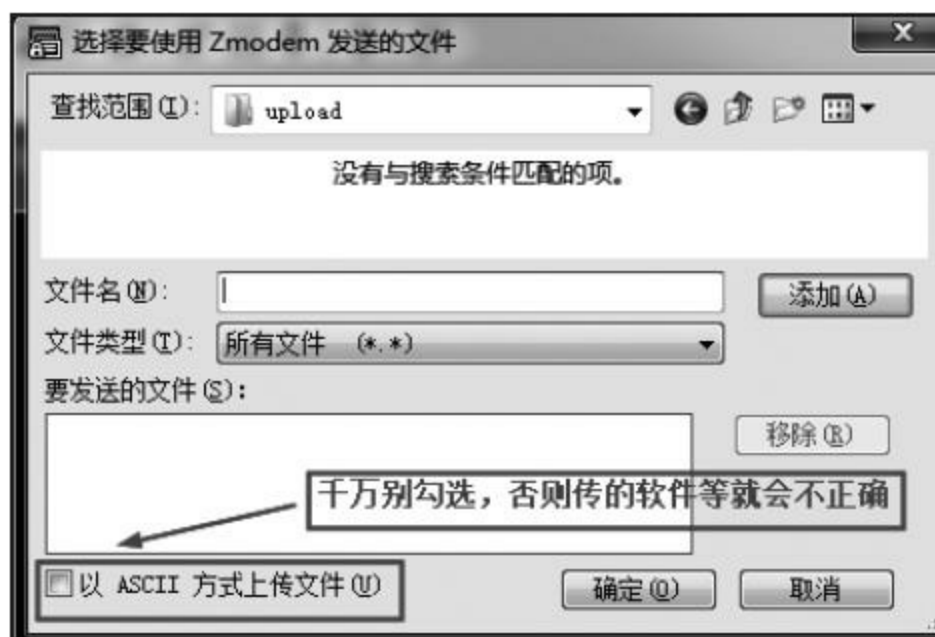 选择要使用 Zmodem 发送的文件
查找范围(I): upload
没有与搜索条件匹配的项。
文件名(N): 添加(A)
文件类型(T): 所有文件 (*.*)
要发送的文件(S):
移除(R)
千万别勾选，否则传的软件等就会不正确
以 ASCII 方式上传文件(U) 确定(O) 取消